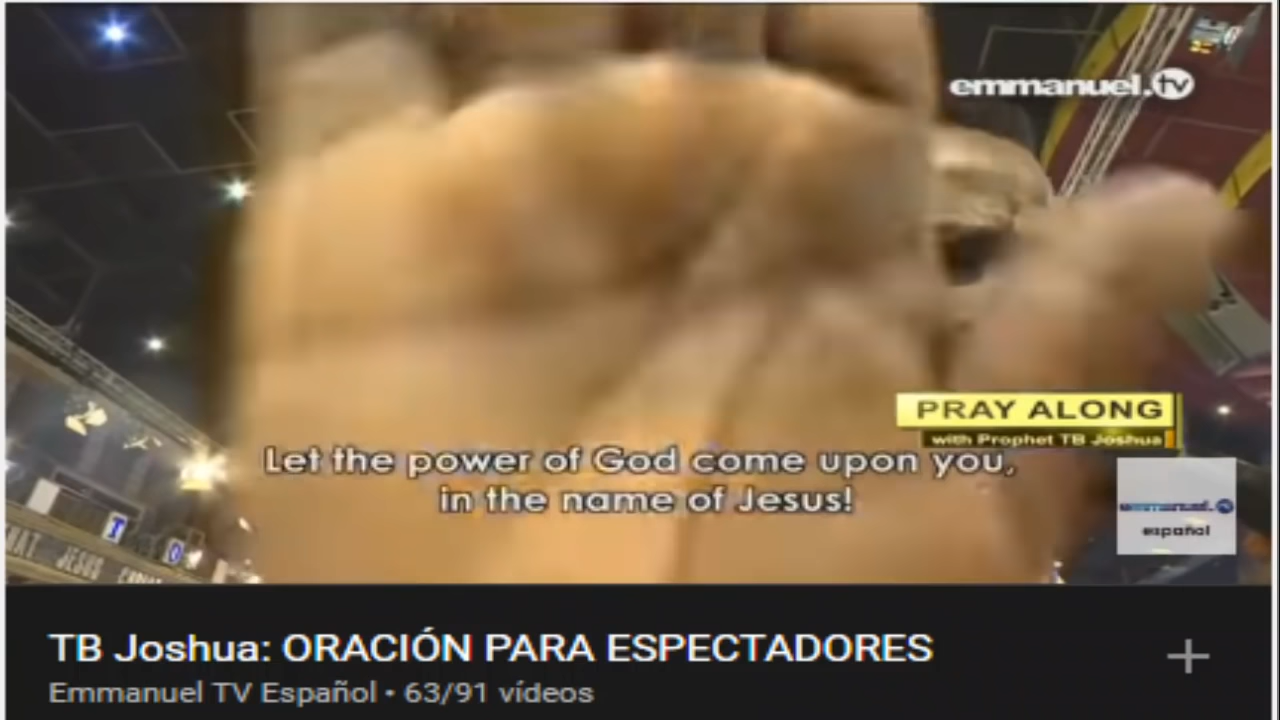 emmanuel.tv
PRAY ALONG
with Prophet TB Joshua
Let the power of God come upon you,
in the name of Jesus!
emmanuel.tv
español
JESUS
TB Joshua: ORACIÓN PARA ESPECTADORES
Emmanuel TV Español • 63/91 vídeos